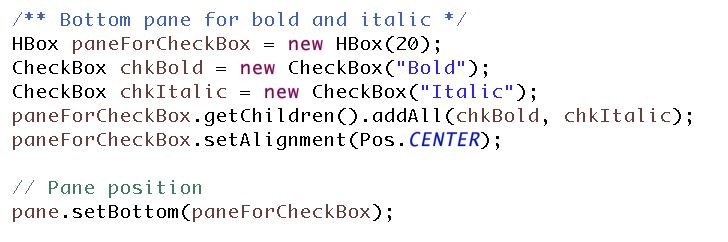 /** Bottom pane for bold and italic */
HBox paneForCheckBox = new HBox(20);
CheckBox chkBold = new CheckBox("Bold");
CheckBox chkItalic = new CheckBox("Italic");
paneForCheckBox.getChildren().addAll(chkBold, chkItalic);
paneForCheckBox.setAlignment(Pos.CENTER);
// Pane position
pane.setBottom(paneForCheckBox);